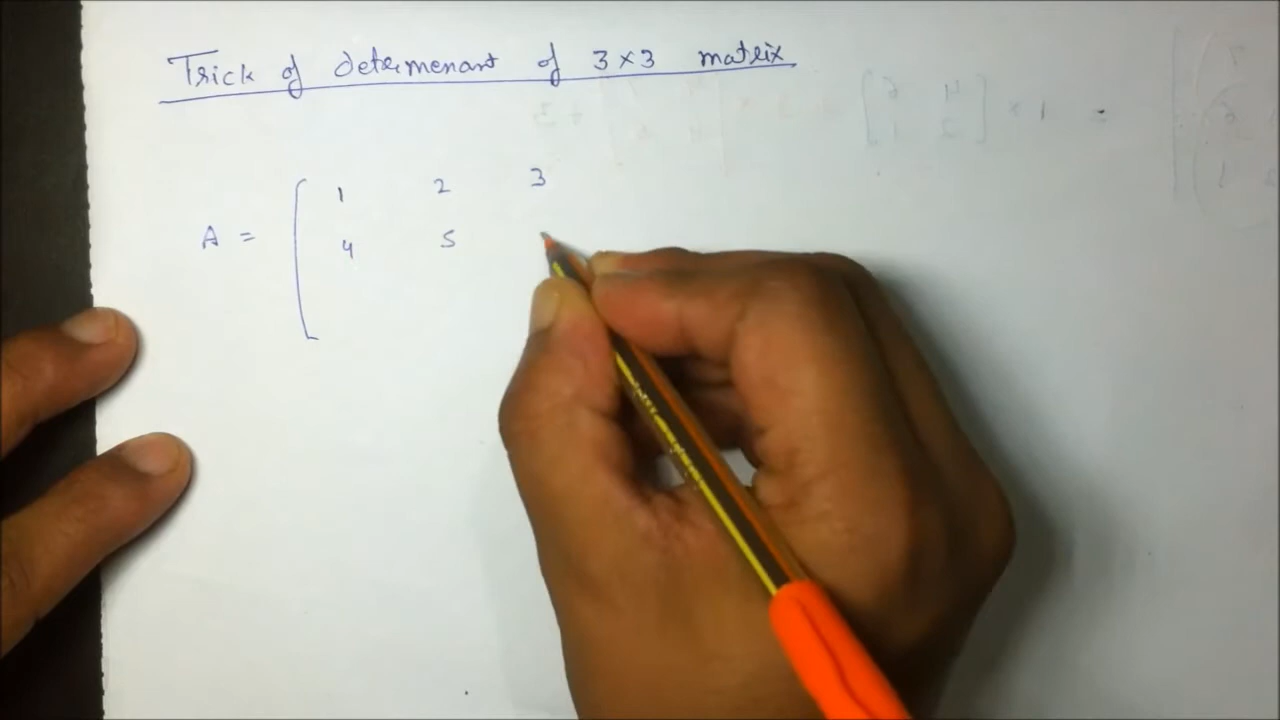 Trick of determenant of 3×3 matrix
1 2 3
A = [ 4 5